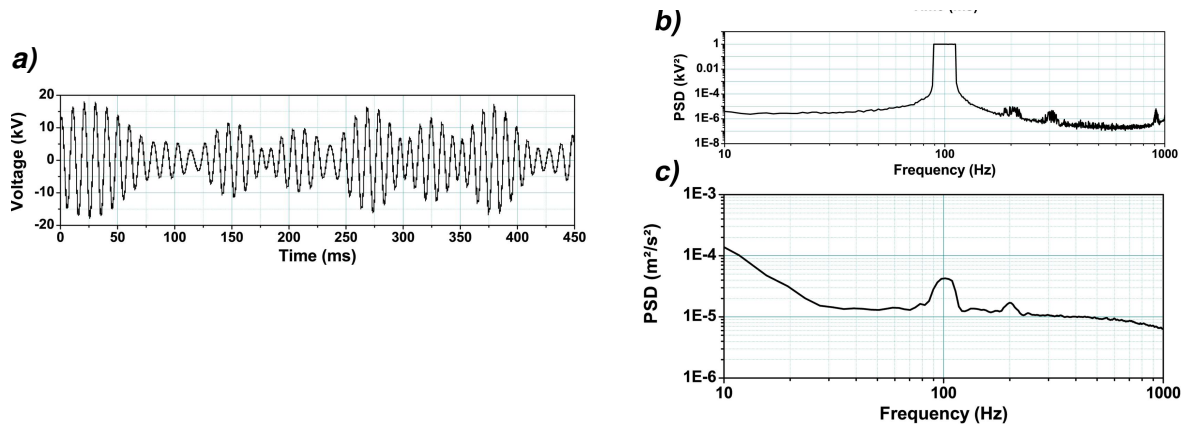 a)
Voltage (kV)
20
10
0
-10
-20
0 50 100 150 200 250 300 350 400 450
Time (ms)
b)
PSD (kV²)
1
0.01
1E-4
1E-6
1E-8
10 100 1000
Frequency (Hz)
c)
PSD (m²/s²)
1E-3
1E-4
1E-5
1E-6
10 100 1000
Frequency (Hz)